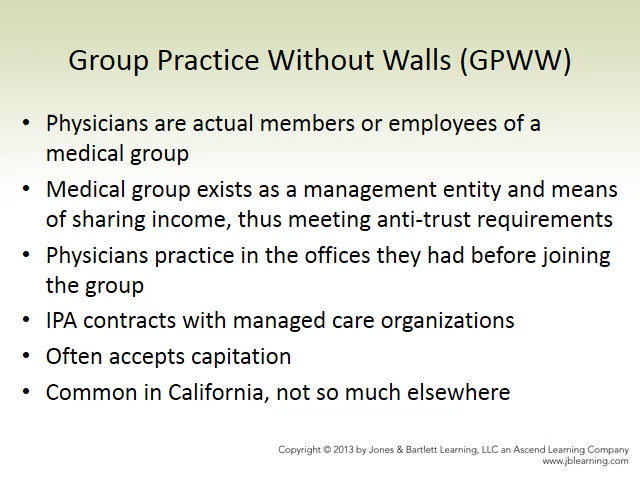 Group Practice Without Walls (GPWW)
• Physicians are actual members or employees of a
medical group
• Medical group exists as a management entity and means
of sharing income, thus meeting anti-trust requirements
• Physicians practice in the offices they had before joining
the group
• IPA contracts with managed care organizations
• Often accepts capitation
• Common in California, not so much elsewhere
Copyright © 2013 by Jones & Bartlett Learning, LLC an Ascend Learning Company
www.jblearning.com